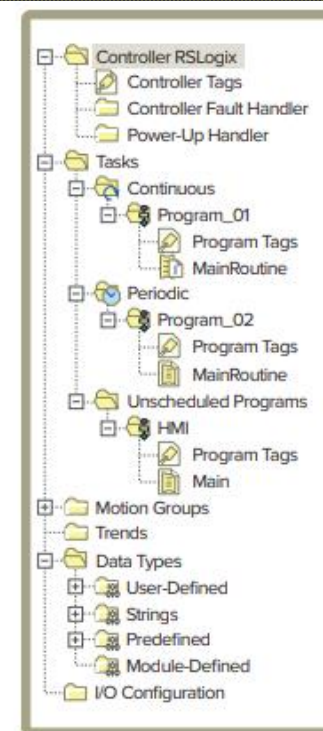 Controller RSLogix
Controller Tags
Controller Fault Handler
Power-Up Handler
Tasks
Continuous
Program_01
Program Tags
MainRoutine
Periodic
Program_02
Program Tags
MainRoutine
Unscheduled Programs
HMI
Program Tags
Main
Motion Groups
Trends
Data Types
User-Defined
Strings
Predefined
Module-Defined
I/O Configuration